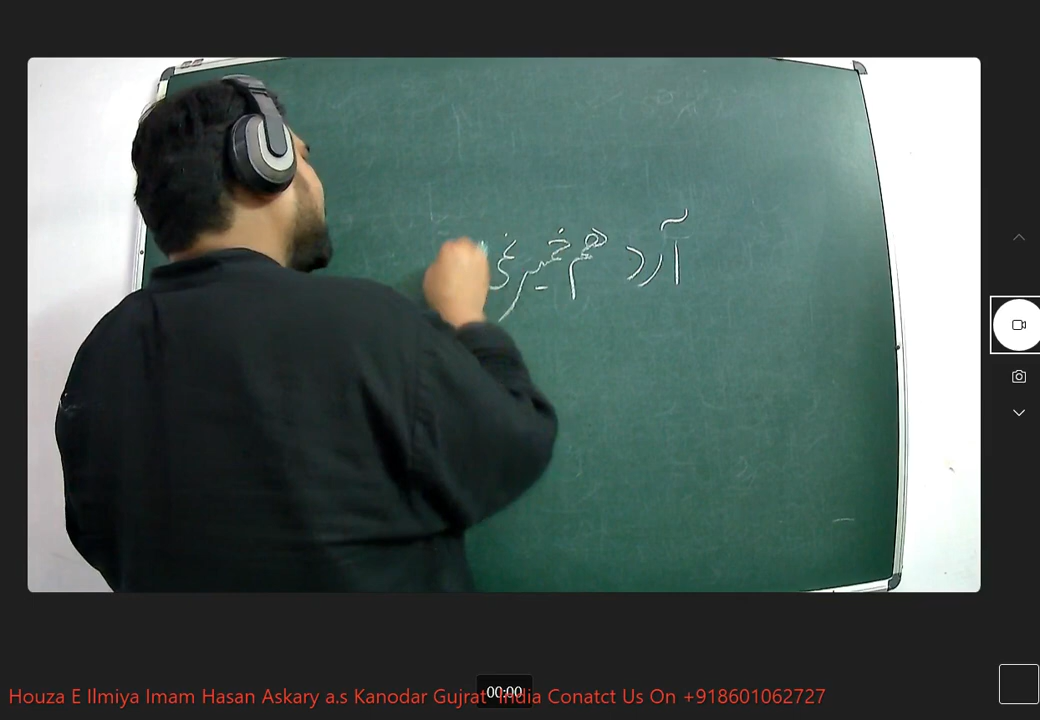 آرد هم خمیر
00:00
Houza E Ilmiya Imam Hasan Askary a.s Kanodar Gujrat India Conatct Us On +918601062727